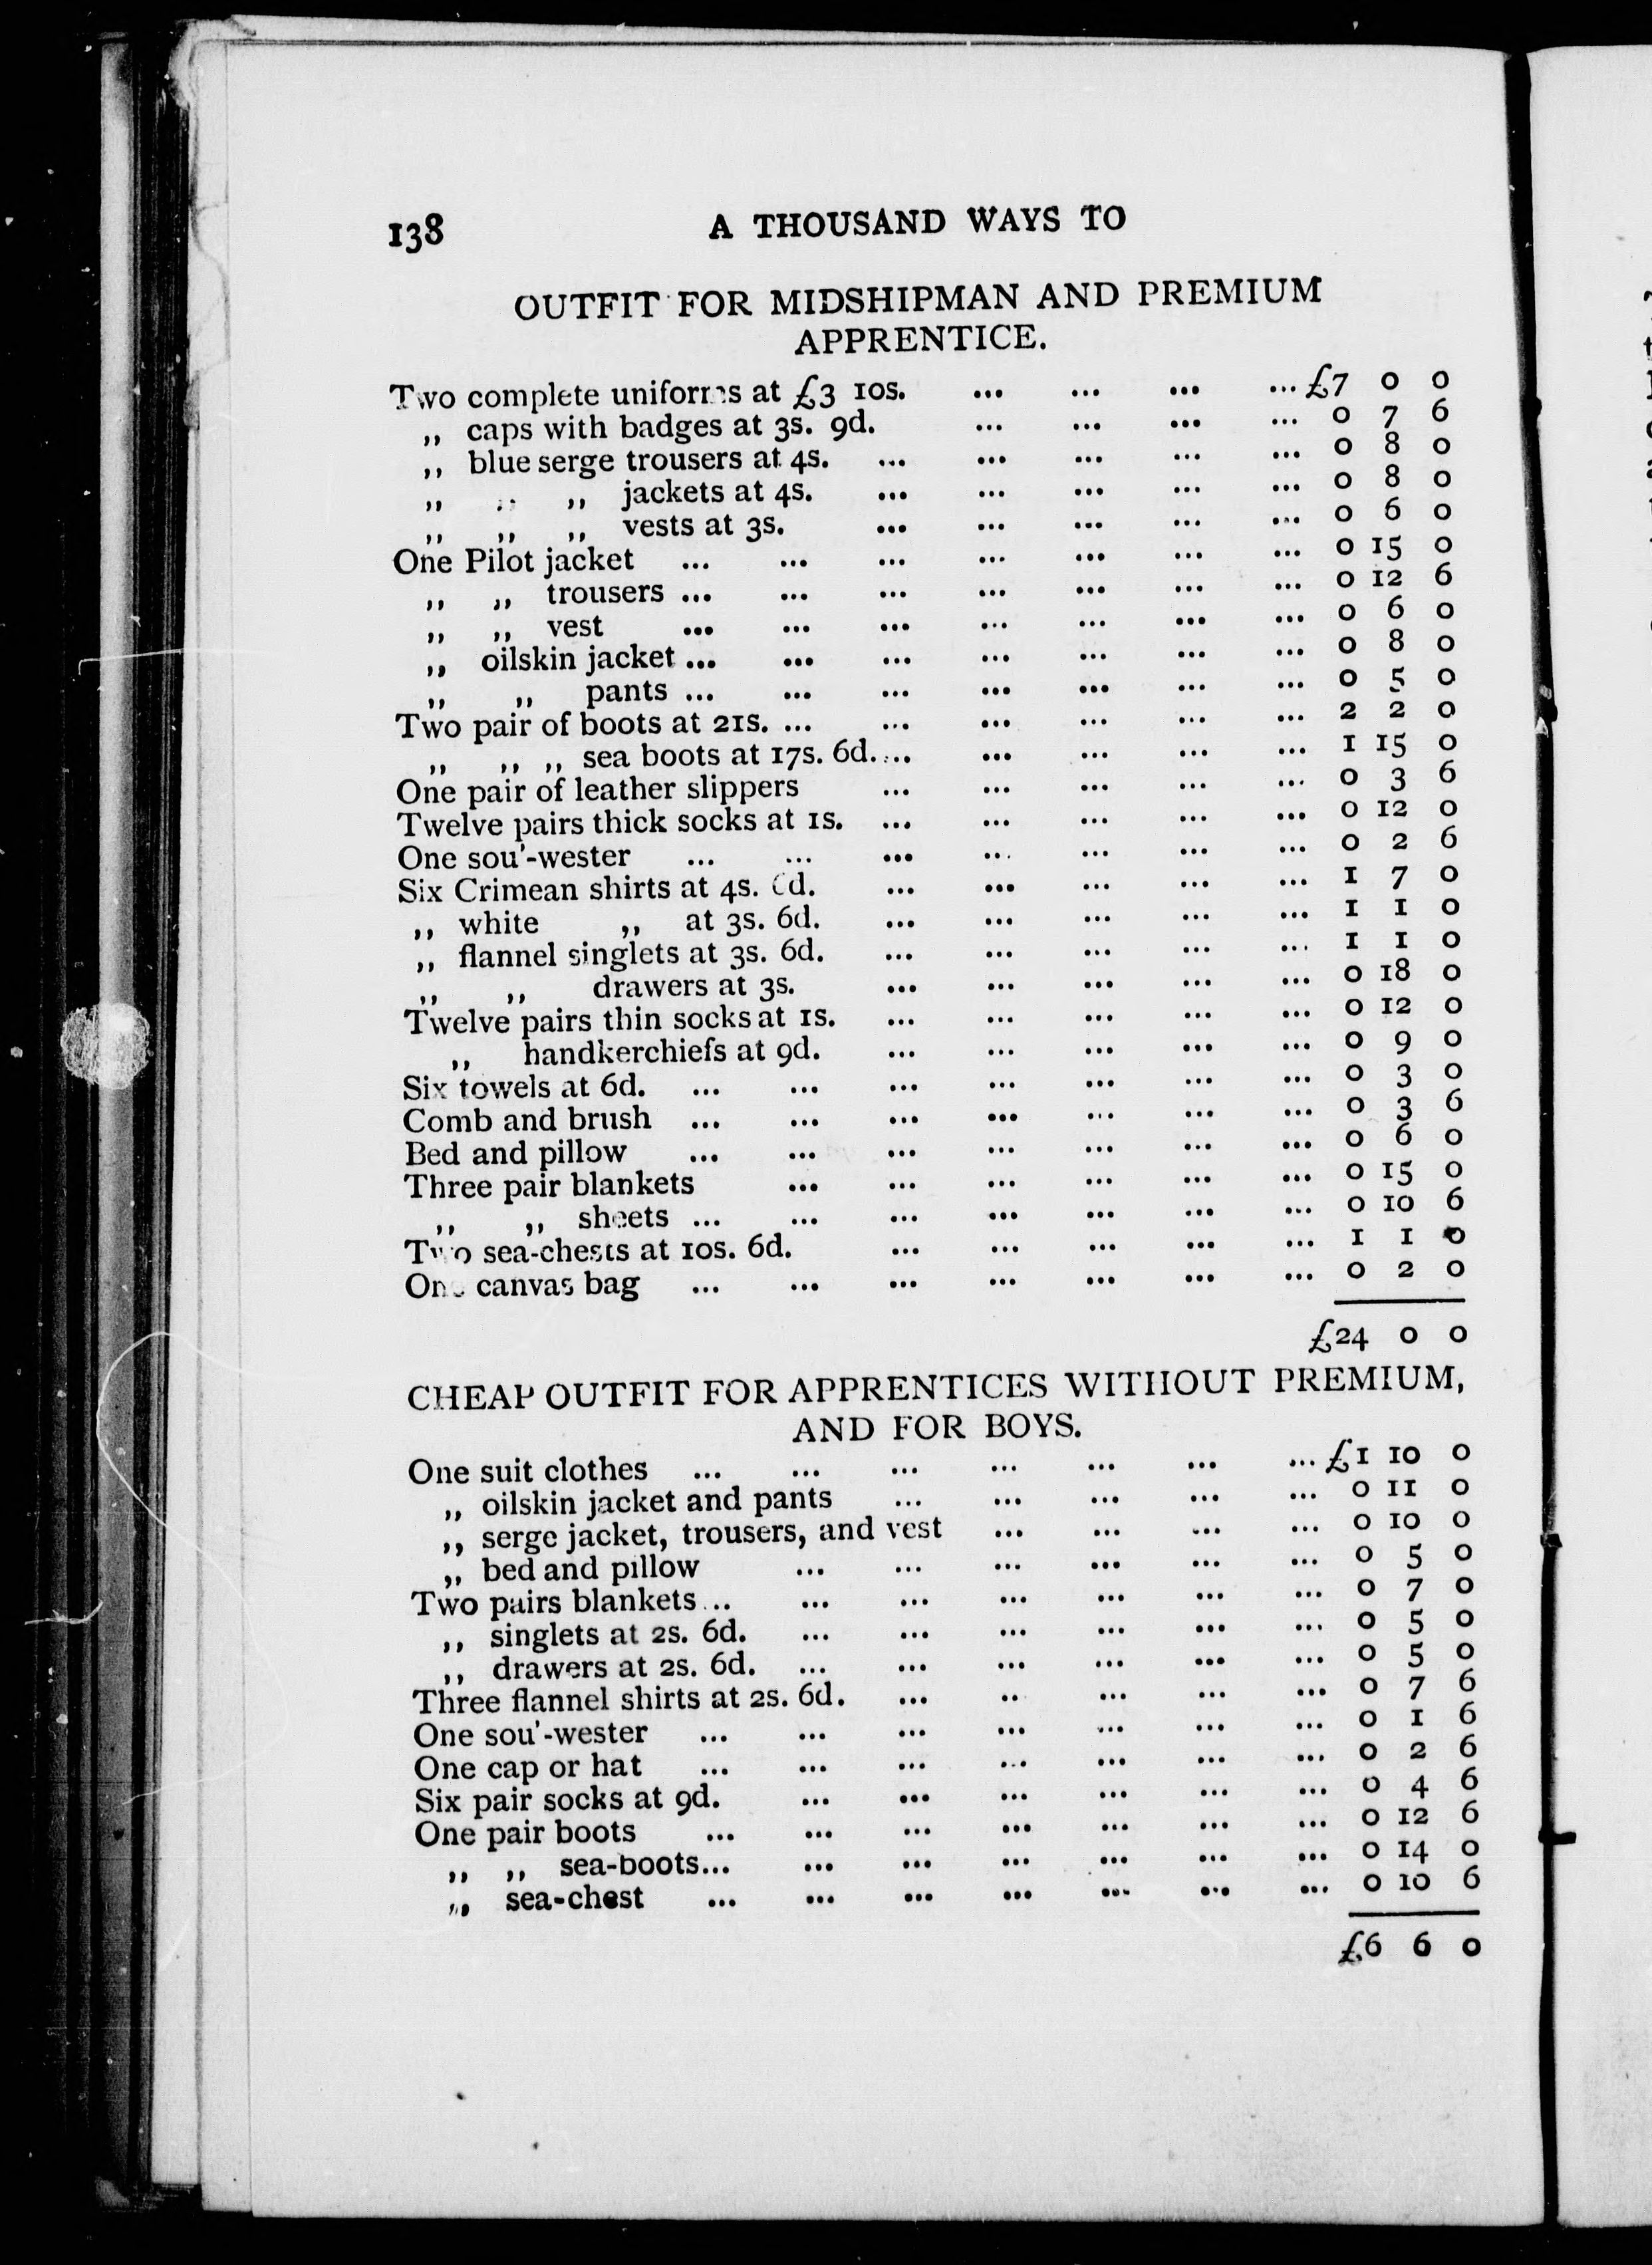 138 A THOUSAND WAYS TO
OUTFIT FOR MIDSHIPMAN AND PREMIUM
APPRENTICE.
Two complete uniforms at £3 10s. ... ... ... ... £7 0 0
,, caps with badges at 3s. 9d. ... ... ... ... 0 7 6
,, blue serge trousers at 4s. ... ... ... ... ... 0 8 0
,, ,, ,, jackets at 4s. ... ... ... ... ... 0 8 0
,, ,, ,, vests at 3s. ... ... ... ... ... 0 6 0
One Pilot jacket ... ... ... ... ... ... ... 0 15 0
,, ,, trousers ... ... ... ... ... ... ... 0 12 6
,, ,, vest ... ... ... ... ... ... ... 0 6 0
,, oilskin jacket ... ... ... ... ... ... ... 0 8 0
,, ,, pants ... ... ... ... ... ... ... 0 5 0
Two pair of boots at 21s. ... ... ... ... ... ... 2 2 0
,, ,, ,, sea boots at 17s. 6d. ... ... ... ... ... 1 15 0
One pair of leather slippers ... ... ... ... ... 0 3 6
Twelve pairs thick socks at 1s. ... ... ... ... ... 0 12 0
One sou'-wester ... ... ... ... ... ... ... 0 2 6
Six Crimean shirts at 4s. 6d. ... ... ... ... ... 1 7 0
,, white ,, at 3s. 6d. ... ... ... ... ... 1 1 0
,, flannel singlets at 3s. 6d. ... ... ... ... ... 1 1 0
,, ,, drawers at 3s. ... ... ... ... ... 0 18 0
Twelve pairs thin socks at 1s. ... ... ... ... ... 0 12 0
,, handkerchiefs at 9d. ... ... ... ... ... 0 9 0
Six towels at 6d. ... ... ... ... ... ... ... 0 3 0
Comb and brush ... ... ... ... ... ... ... 0 3 6
Bed and pillow ... ... ... ... ... ... ... 0 6 0
Three pair blankets ... ... ... ... ... ... 0 15 0
,, ,, sheets ... ... ... ... ... ... ... 0 10 6
Two sea-chests at 10s. 6d. ... ... ... ... ... 1 1 0
One canvas bag ... ... ... ... ... ... ... 0 2 0
£24 0 0
CHEAP OUTFIT FOR APPRENTICES WITHOUT PREMIUM,
AND FOR BOYS.
One suit clothes ... ... ... ... ... ... ... £1 10 0
,, oilskin jacket and pants ... ... ... ... ... 0 11 0
,, serge jacket, trousers, and vest ... ... ... ... 0 10 0
,, bed and pillow ... ... ... ... ... ... 0 5 0
Two pairs blankets ... ... ... ... ... ... ... 0 7 0
,, singlets at 2s. 6d. ... ... ... ... ... ... 0 5 0
,, drawers at 2s. 6d. ... ... ... ... ... ... 0 5 0
Three flannel shirts at 2s. 6d. ... ... ... ... ... 0 7 6
One sou'-wester ... ... ... ... ... ... ... 0 1 6
One cap or hat ... ... ... ... ... ... ... 0 2 6
Six pair socks at 9d. ... ... ... ... ... ... 0 4 6
One pair boots ... ... ... ... ... ... ... 0 12 6
,, ,, sea-boots... ... ... ... ... ... ... 0 14 0
,, sea-chest ... ... ... ... ... ... ... 0 10 6
£6 6 0